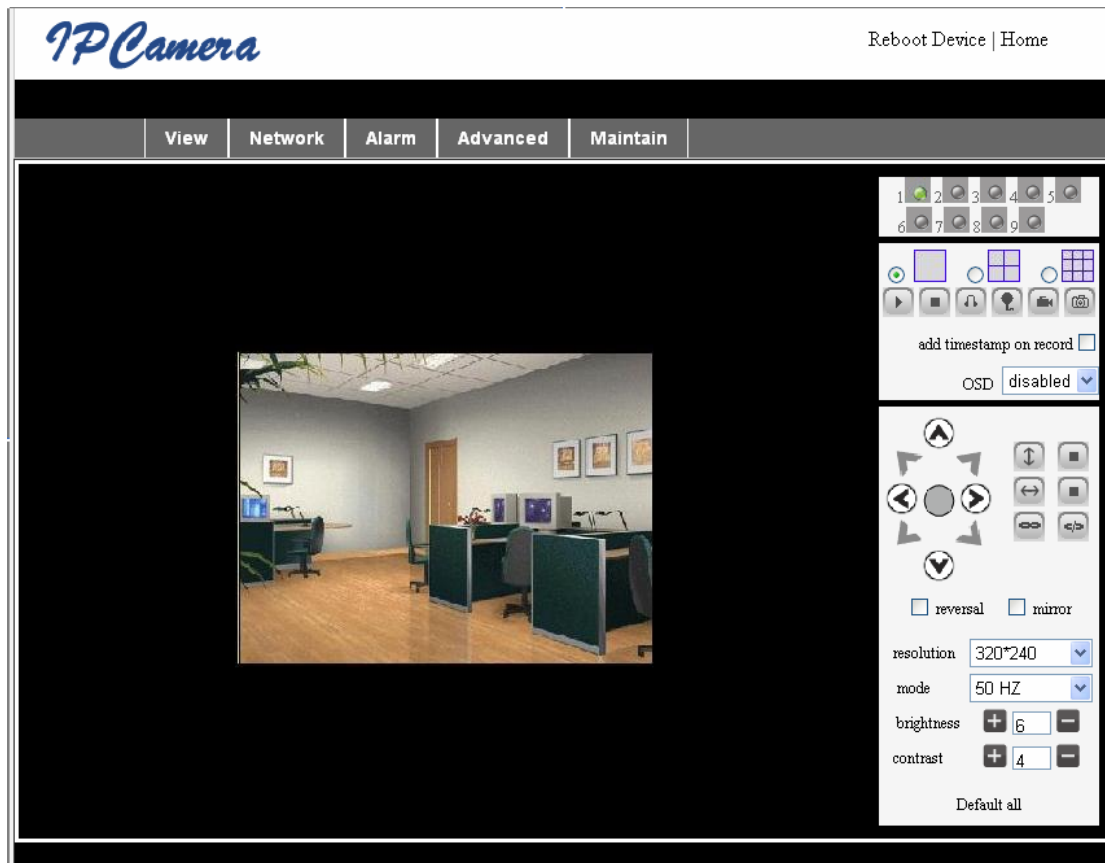 IPCamera
Reboot Device | Home
View Network Alarm Advanced Maintain
1 2 3 4 5
6 7 8 9
add timestamp on record
OSD disabled
reversal mirror
resolution 320*240
mode 50 HZ
brightness + 6 −
contrast + 4 −
Default all